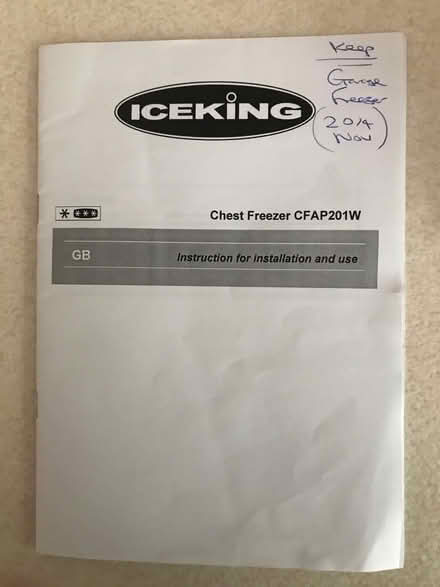 Keep
Garage
freezer
(2014
Nov)
ICEKING
Chest Freezer CFAP201W
GB
Instruction for installation and use